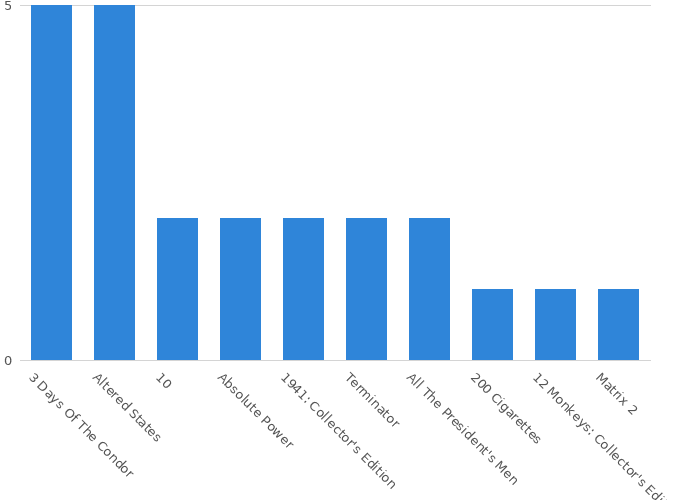 5
0
3 Days Of The Condor
Altered States
10
Absolute Power
1941: Collector's Edition
Terminator
All The President's Men
200 Cigarettes
12 Monkeys: Collector's Edi
Matrix 2